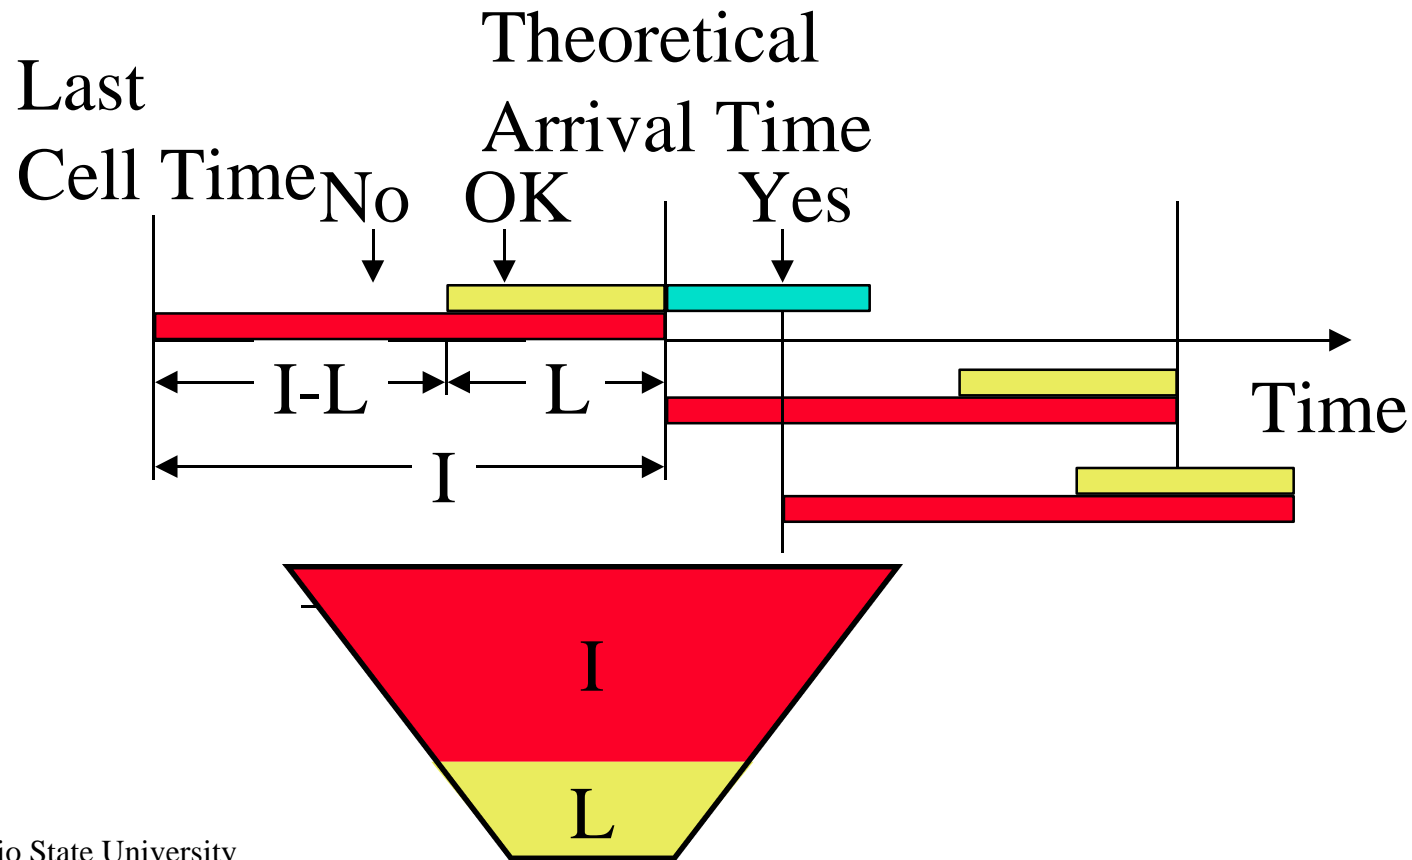 Theoretical
Arrival Time
Last
Cell Time
No OK Yes
I-L L
Time
I
I
L
io State University